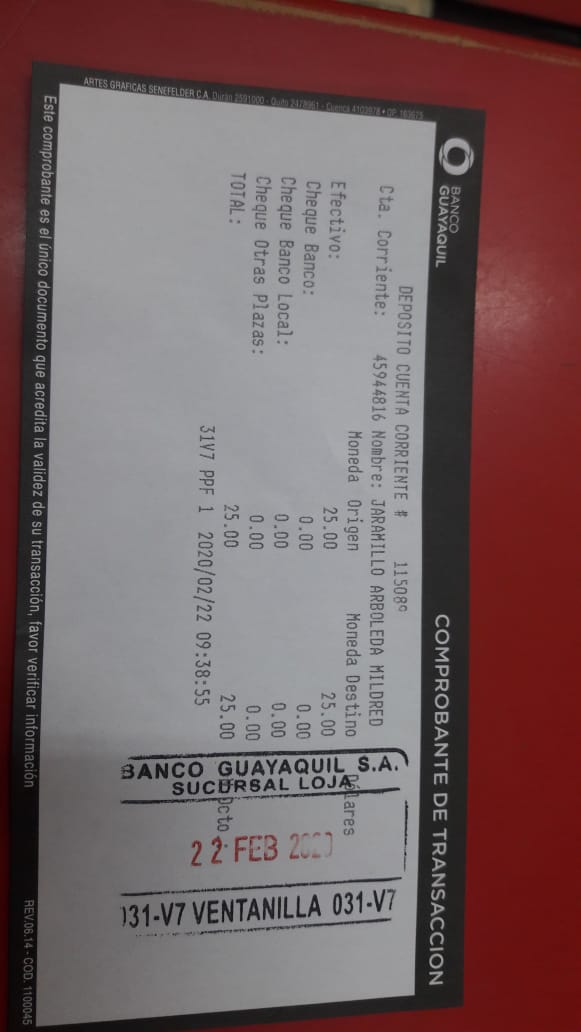 BANCO
GUAYAQUIL
COMPROBANTE DE TRANSACCION
DEPOSITO CUENTA CORRIENTE # 115089
Cta. Corriente: 45944816 Nombre: JARAMILLO ARBOLEDA MILDRED
Moneda Origen Moneda Destino Dólares
Efectivo: 25.00 25.00
Cheque Banco: 0.00 0.00
Cheque Banco Local: 0.00 0.00
Cheque Otras Plazas: 0.00 0.00
TOTAL: 25.00 25.00
31V7 PPF 1 2020/02/22 09:38:55
BANCO GUAYAQUIL S.A.
SUCURSAL LOJA
22 FEB 2020
031-V7 VENTANILLA 031-V7
Este comprobante es el único documento que acredita la validez de su transacción, favor verificar información
REV.06.14 - COD. 1100045
ARTES GRAFICAS SENEFELDER C.A. Durán 2591000 - Quito 2478961 - Cuenca 4103978 • OP. 163675